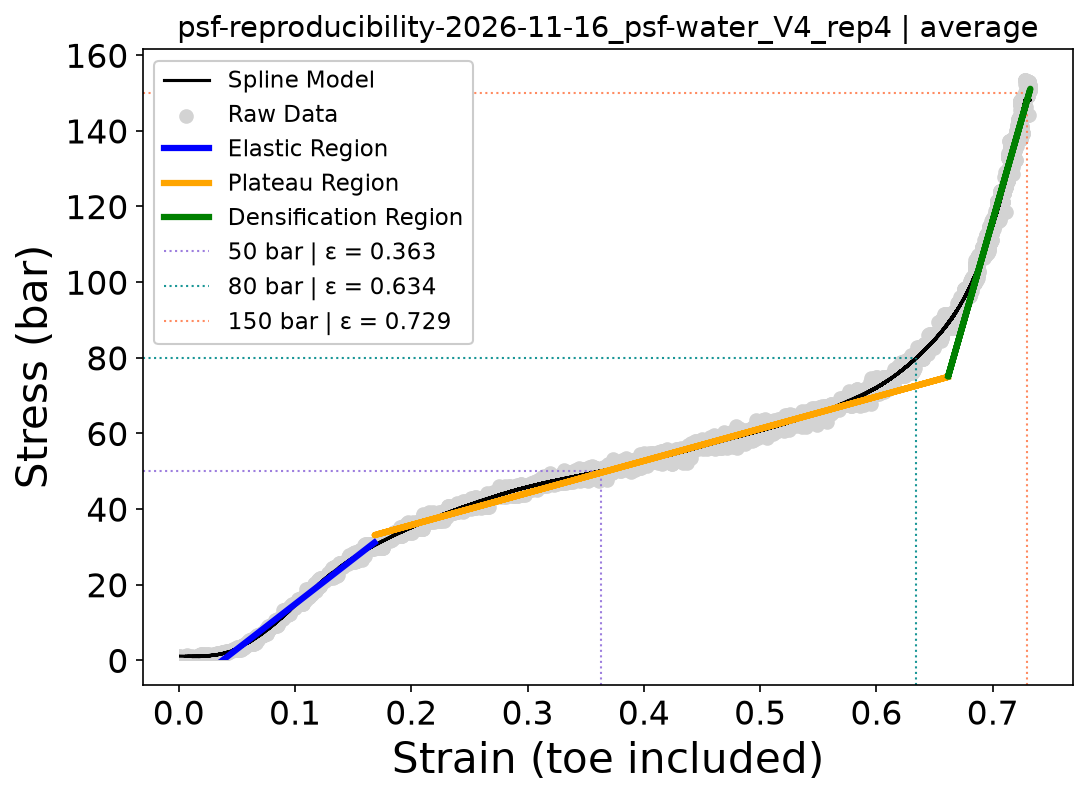 psf-reproducibility-2026-11-16_psf-water_V4_rep4 | average
Spline Model
Raw Data
Elastic Region
Plateau Region
Densification Region
50 bar | ε = 0.363
80 bar | ε = 0.634
150 bar | ε = 0.729
Stress (bar)
160
140
120
100
80
60
40
20
0
0.0 0.1 0.2 0.3 0.4 0.5 0.6 0.7
Strain (toe included)